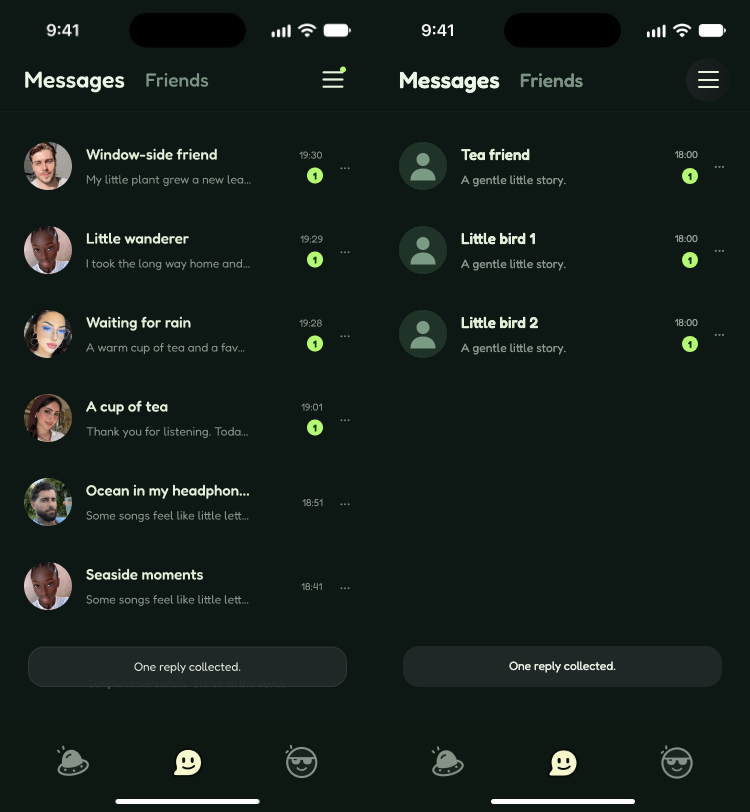 9:41
Messages Friends
Window-side friend 19:30
My little plant grew a new lea... 1
Little wanderer 19:29
I took the long way home and... 1
Waiting for rain 19:28
A warm cup of tea and a fav... 1
A cup of tea 19:01
Thank you for listening. Toda... 1
Ocean in my headphon... 18:51
Some songs feel like little lett...
Seaside moments 18:41
Some songs feel like little lett...
One reply collected.
9:41
Messages Friends
Tea friend 18:00
A gentle little story. 1
Little bird 1 18:00
A gentle little story. 1
Little bird 2 18:00
A gentle little story. 1
One reply collected.